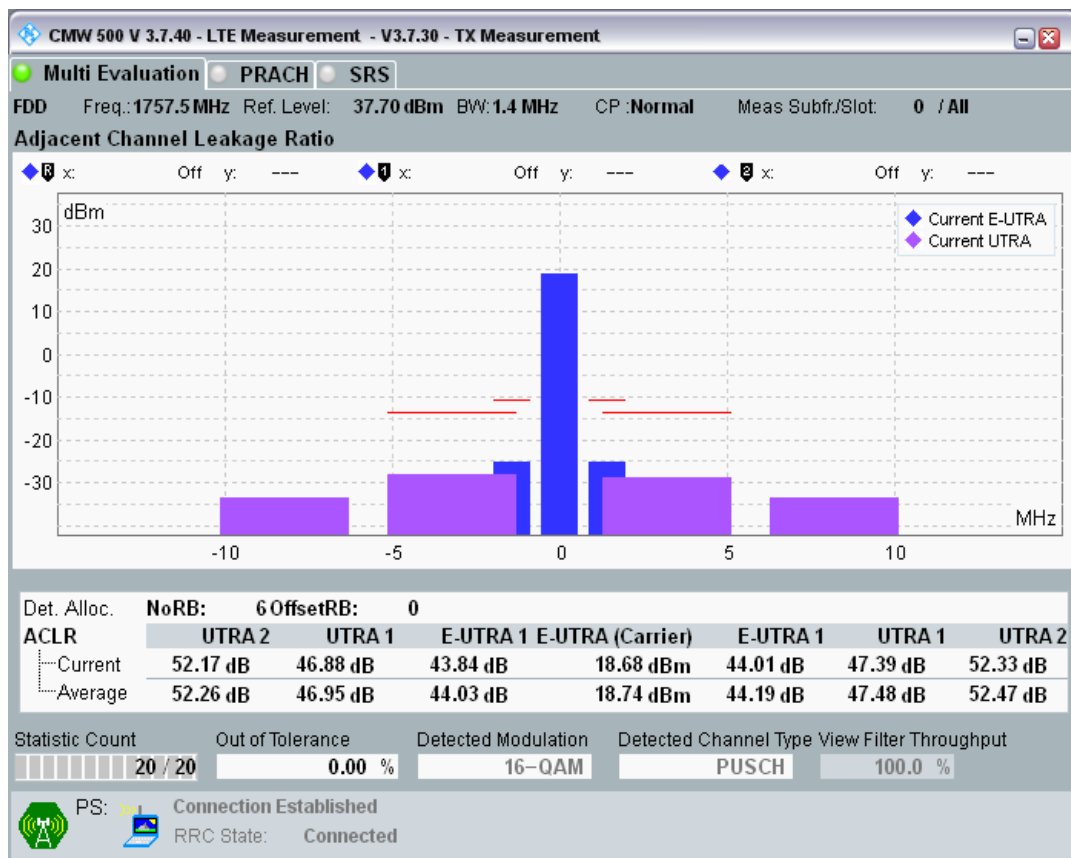 CMW 500 V 3.7.40 - LTE Measurement - V3.7.30 - TX Measurement
Multi Evaluation PRACH SRS
FDD Freq.:1757.5 MHz Ref. Level: 37.70 dBm BW:1.4 MHz CP :Normal Meas Subfr./Slot: 0 / All
Adjacent Channel Leakage Ratio
R x: Off y: --- 1 x: Off y: --- 2 x: Off y: ---
dBm
Current E-UTRA
Current UTRA
30
20
10
0
-10
-20
-30
MHz
-10 -5 0 5 10
Det. Alloc. NoRB: 6 OffsetRB: 0
ACLR UTRA 2 UTRA 1 E-UTRA 1 E-UTRA (Carrier) E-UTRA 1 UTRA 1 UTRA 2
Current 52.17 dB 46.88 dB 43.84 dB 18.68 dBm 44.01 dB 47.39 dB 52.33 dB
Average 52.26 dB 46.95 dB 44.03 dB 18.74 dBm 44.19 dB 47.48 dB 52.47 dB
Statistic Count Out of Tolerance Detected Modulation Detected Channel Type View Filter Throughput
20 / 20 0.00 % 16-QAM PUSCH 100.0 %
PS: Connection Established
RRC State: Connected